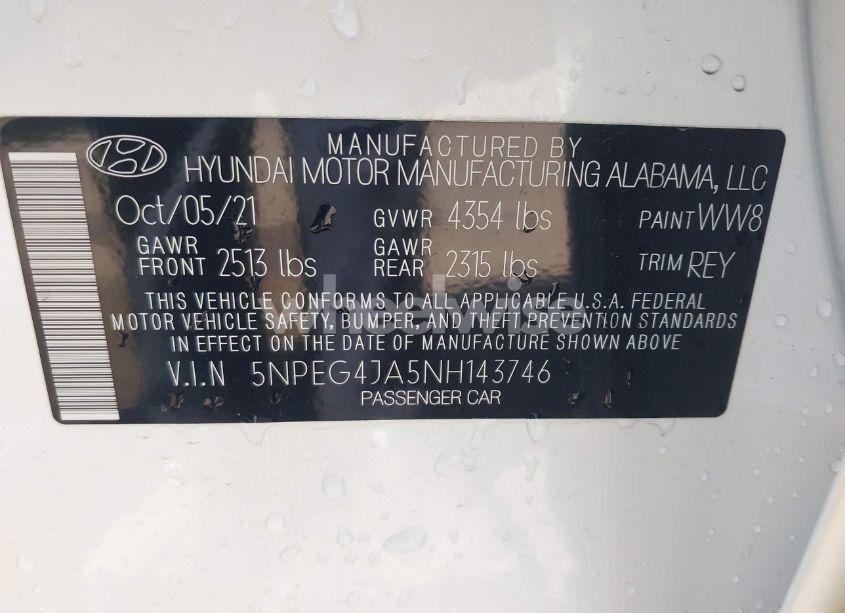 MANUFACTURED BY
HYUNDAI MOTOR MANUFACTURING ALABAMA, LLC
Oct/05/21 GVWR 4354 lbs PAINT WW8
GAWR FRONT 2513 lbs GAWR REAR 2315 lbs TRIM REY
THIS VEHICLE CONFORMS TO ALL APPLICABLE U.S.A. FEDERAL
MOTOR VEHICLE SAFETY, BUMPER, AND THEFT PREVENTION STANDARDS
IN EFFECT ON THE DATE OF MANUFACTURE SHOWN ABOVE.
V.I.N 5NPEG4JA5NH143746
PASSENGER CAR